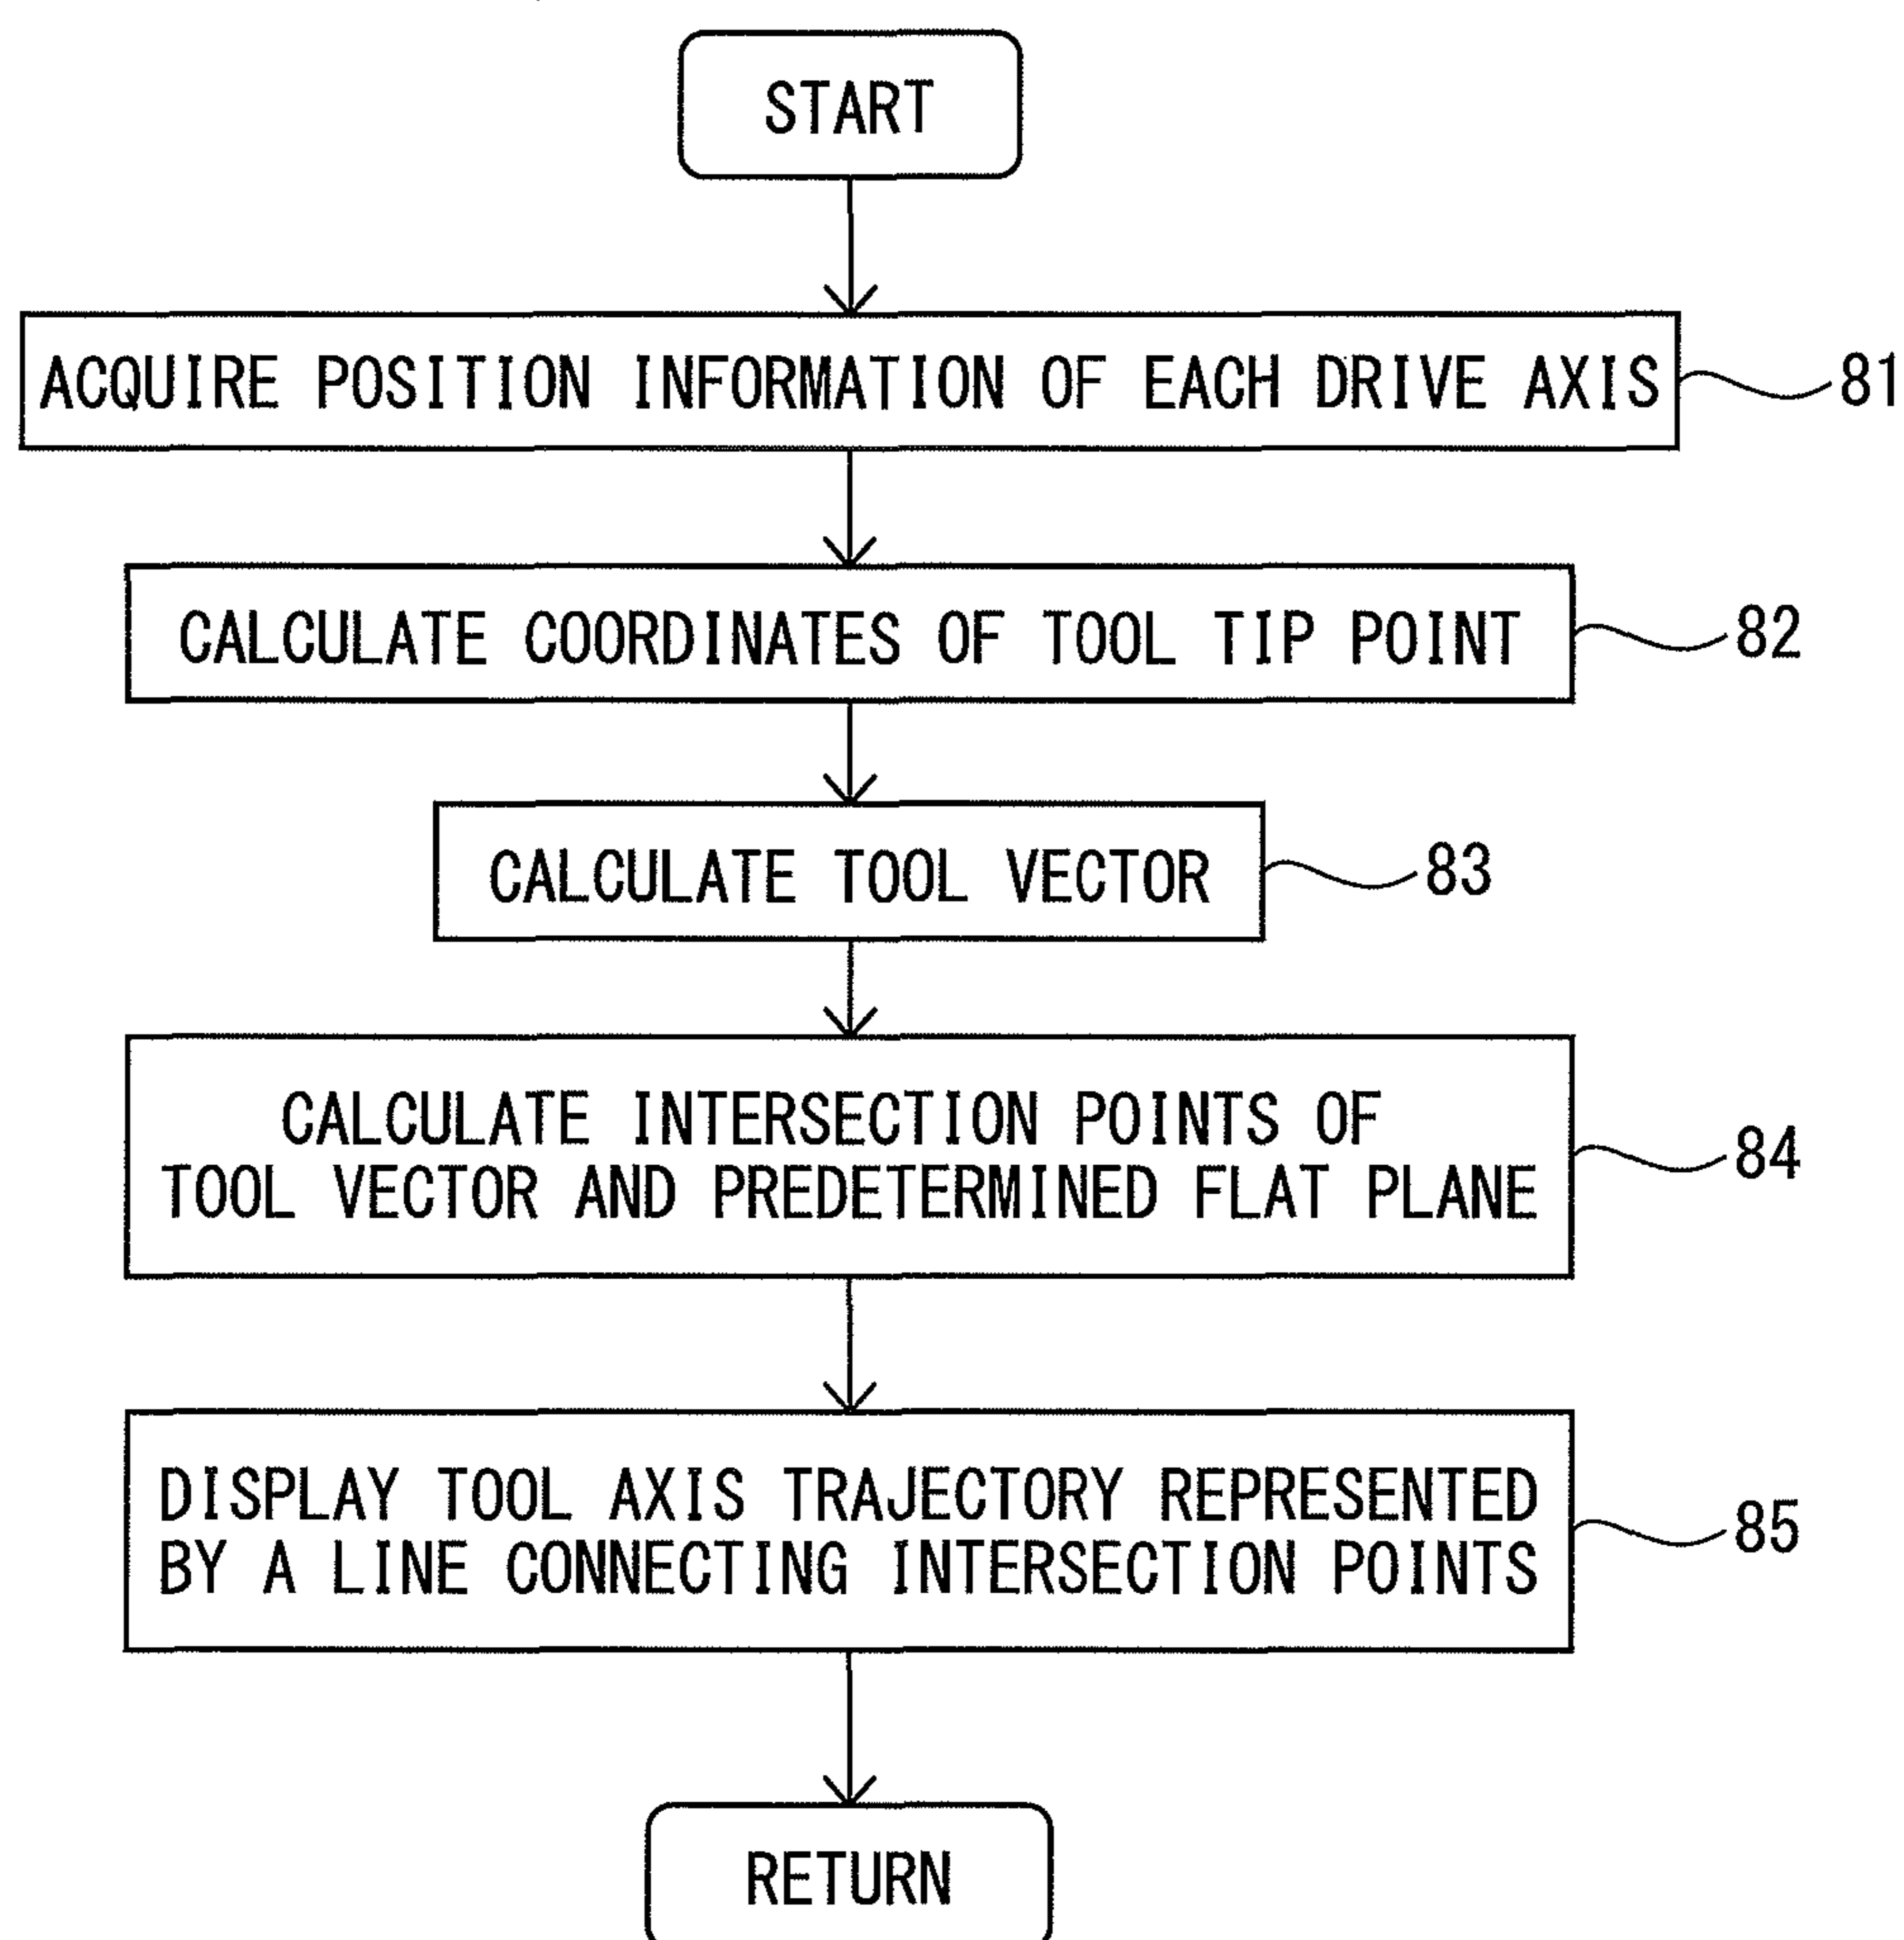 START
ACQUIRE POSITION INFORMATION OF EACH DRIVE AXIS
81
CALCULATE COORDINATES OF TOOL TIP POINT
82
CALCULATE TOOL VECTOR
83
CALCULATE INTERSECTION POINTS OF
TOOL VECTOR AND PREDETERMINED FLAT PLANE
84
DISPLAY TOOL AXIS TRAJECTORY REPRESENTED
BY A LINE CONNECTING INTERSECTION POINTS
85
RETURN